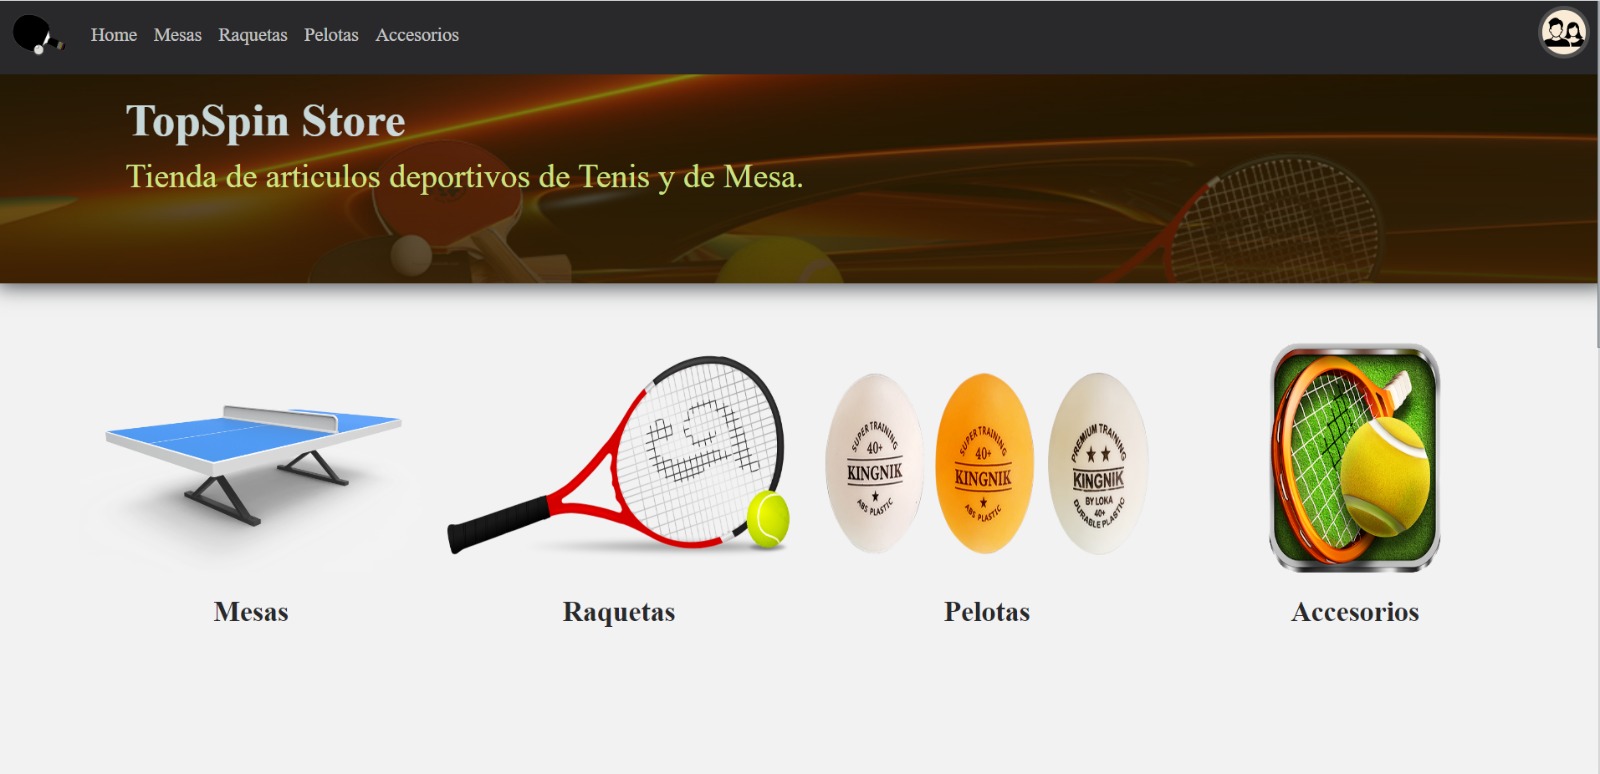 Home Mesas Raquetas Pelotas Accesorios
TopSpin Store
Tienda de articulos deportivos de Tenis y de Mesa.
SUPER TRAINING
40+
KINGNIK
ABS PLASTIC
SUPER TRAINING
40+
KINGNIK
ABS PLASTIC
PREMIUM TRAINING
KINGNIK
BY LOKA
40+
DURABLE PLASTIC
Mesas
Raquetas
Pelotas
Accesorios